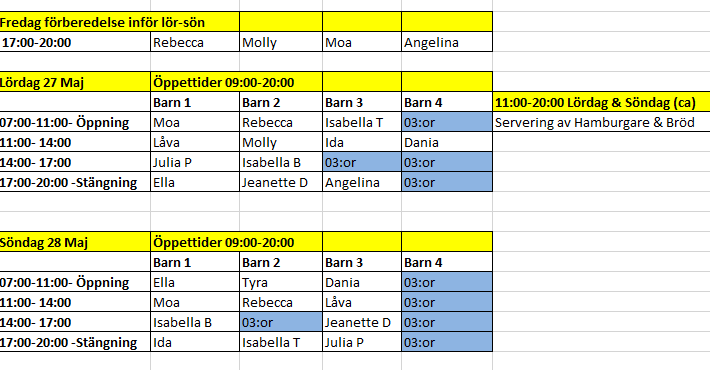 Fredag förberedelse inför lör-sön
17:00-20:00 Rebecca Molly Moa Angelina
Lördag 27 Maj Öppettider 09:00-20:00
Barn 1 Barn 2 Barn 3 Barn 4 11:00-20:00 Lördag & Söndag (ca)
07:00-11:00- Öppning Moa Rebecca Isabella T 03:or Servering av Hamburgare & Bröd
11:00- 14:00 Låva Molly Ida Dania
14:00- 17:00 Julia P Isabella B 03:or 03:or
17:00-20:00 -Stängning Ella Jeanette D Angelina 03:or
Söndag 28 Maj Öppettider 09:00-20:00
Barn 1 Barn 2 Barn 3 Barn 4
07:00-11:00- Öppning Ella Tyra Dania 03:or
11:00- 14:00 Moa Rebecca Låva 03:or
14:00- 17:00 Isabella B 03:or Jeanette D 03:or
17:00-20:00 -Stängning Ida Isabella T Julia P 03:or